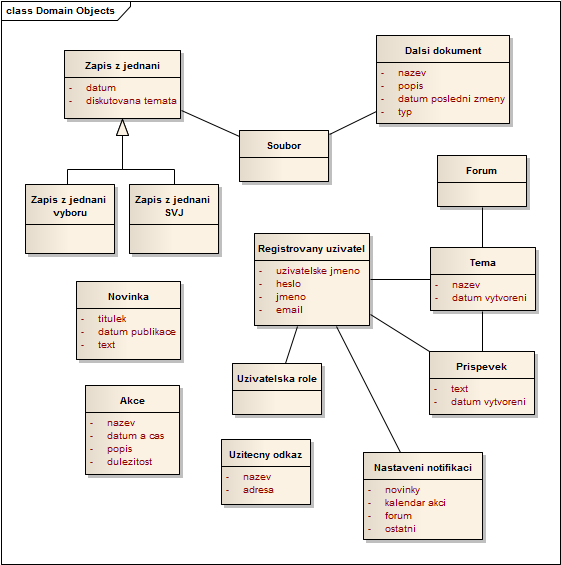 class Domain Objects
Zapis z jednani
- datum
- diskutovana temata
Dalsi dokument
- nazev
- popis
- datum posledni zmeny
- typ
Soubor
Zapis z jednani
vyboru
Zapis z jednani
SVJ
Forum
Registrovany uzivatel
- uzivatelske jmeno
- heslo
- jmeno
- email
Tema
- nazev
- datum vytvoreni
Novinka
- titulek
- datum publikace
- text
Prispevek
- text
- datum vytvoreni
Uzivatelska role
Akce
- nazev
- datum a cas
- popis
- dulezitost
Uzitecny odkaz
- nazev
- adresa
Nastaveni notifikaci
- novinky
- kalendar akci
- forum
- ostatni